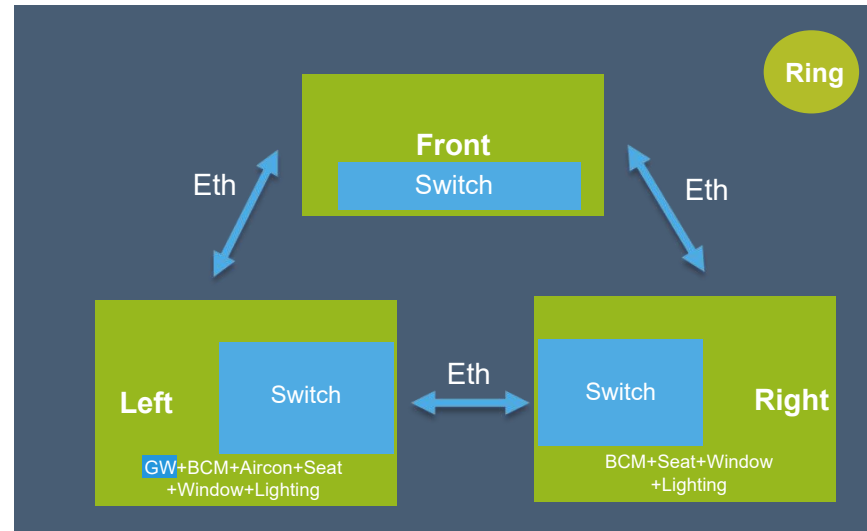 Ring
Front
Switch
Eth
Eth
Left
Switch
Eth
Switch
Right
GW+BCM+Aircon+Seat
+Window+Lighting
BCM+Seat+Window
+Lighting